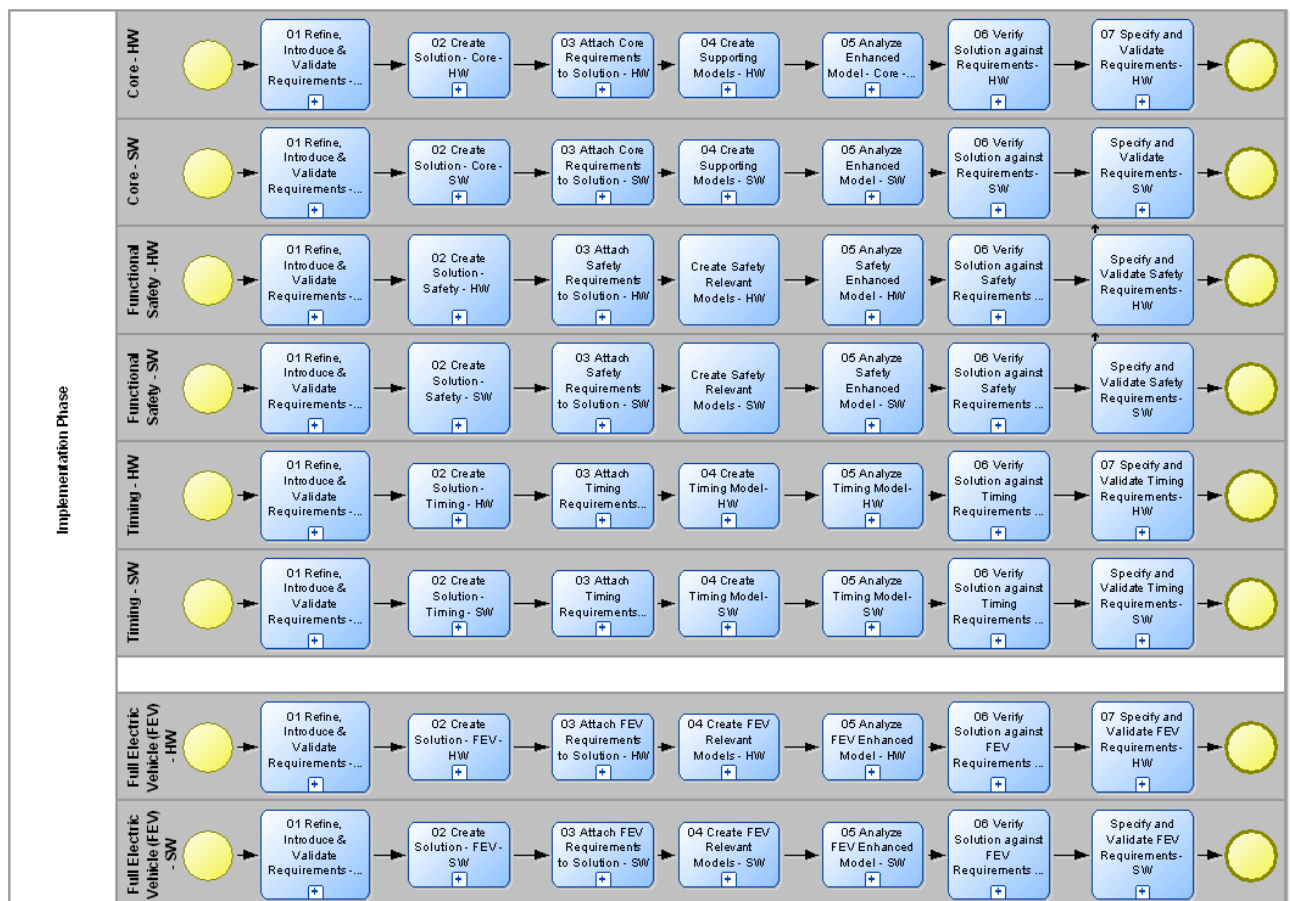 Implementation Phase
Core - HW
01 Refine,
Introduce &
Validate
Requirements -...
02 Create
Solution - Core -
HW
03 Attach Core
Requirements
to Solution - HW
04 Create
Supporting
Models - HW
05 Analyze
Enhanced
Model - Core -...
06 Verify
Solution against
Requirements-
HW
07 Specify and
Validate
Requirements-
HW
Core - SW
01 Refine,
Introduce &
Validate
Requirements -...
02 Create
Solution - Core -
SW
03 Attach Core
Requirements
to Solution - SW
04 Create
Supporting
Models - SW
05 Analyze
Enhanced
Model - SW
06 Verify
Solution against
Requirements-
SW
Specify and
Validate
Requirements-
SW
Functional
Safety - HW
01 Refine,
Introduce &
Validate
Requirements -...
02 Create
Solution -
Safety - HW
03 Attach
Safety
Requirements
to Solution - HW
Create Safety
Relevant
Models - HW
05 Analyze
Safety
Enhanced
Model - HW
06 Verify
Solution against
Safety
Requirements ...
Specify and
Validate Safety
Requirements-
HW
Functional
Safety - SW
01 Refine,
Introduce &
Validate
Requirements -...
02 Create
Solution -
Safety - SW
03 Attach
Safety
Requirements
to Solution - SW
Create Safety
Relevant
Models - SW
05 Analyze
Safety
Enhanced
Model - SW
06 Verify
Solution against
Safety
Requirements ...
Specify and
Validate Safety
Requirements-
SW
Timing - HW
01 Refine,
Introduce &
Validate
Requirements -...
02 Create
Solution -
Timing - HW
03 Attach
Timing
Requirements...
04 Create
Timing Model-
HW
05 Analyze
Timing Model-
HW
06 Verify
Solution against
Timing
Requirements ...
07 Specify and
Validate Timing
Requirements-
HW
Timing - SW
01 Refine,
Introduce &
Validate
Requirements -...
02 Create
Solution -
Timing - SW
03 Attach
Timing
Requirements...
04 Create
Timing Model-
SW
05 Analyze
Timing Model-
SW
06 Verify
Solution against
Timing
Requirements ...
Specify and
Validate Timing
Requirements-
SW
Full Electric
Vehicle (FEV)
- HW
01 Refine,
Introduce &
Validate
Requirements -...
02 Create
Solution - FEV -
HW
03 Attach FEV
Requirements
to Solution - HW
04 Create FEV
Relevant
Models - HW
05 Analyze
FEV Enhanced
Model - HW
06 Verify
Solution against
FEV
Requirements ...
07 Specify and
Validate FEV
Requirements-
HW
Full Electric
Vehicle (FEV)
- SW
01 Refine,
Introduce &
Validate
Requirements -...
02 Create
Solution - FEV -
SW
03 Attach FEV
Requirements
to Solution - SW
04 Create FEV
Relevant
Models - SW
05 Analyze
FEV Enhanced
Model - SW
06 Verify
Solution against
FEV
Requirements ...
Specify and
Validate FEV
Requirements-
SW